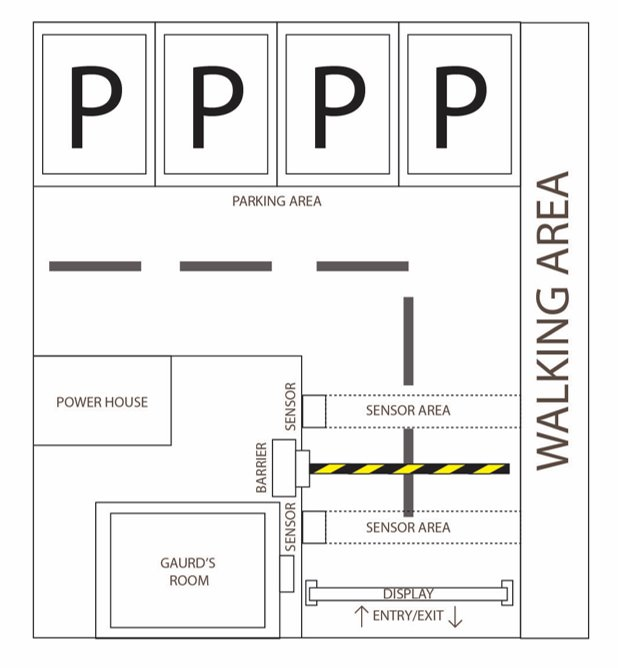 P P P P
PARKING AREA
WALKING AREA
POWER HOUSE
SENSOR
SENSOR AREA
BARRIER
SENSOR
SENSOR AREA
GAURD'S
ROOM
DISPLAY
↑ ENTRY/EXIT ↓